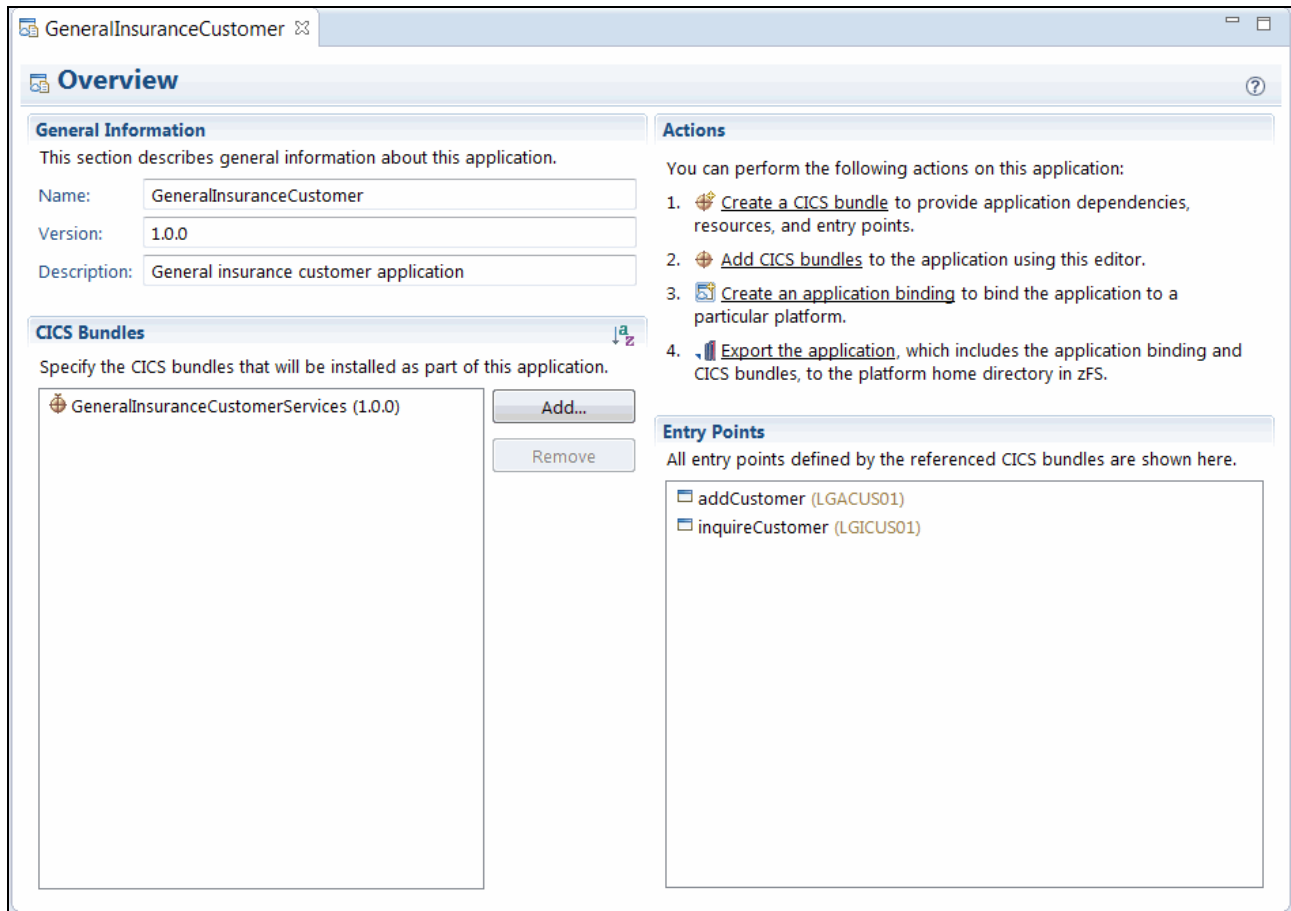 GeneralInsuranceCustomer
Overview
General Information
This section describes general information about this application.
Name: GeneralInsuranceCustomer
Version: 1.0.0
Description: General insurance customer application
CICS Bundles
Specify the CICS bundles that will be installed as part of this application.
GeneralInsuranceCustomerServices (1.0.0)
Add...
Remove
Actions
You can perform the following actions on this application:
1. Create a CICS bundle to provide application dependencies,
resources, and entry points.
2. Add CICS bundles to the application using this editor.
3. Create an application binding to bind the application to a
particular platform.
4. Export the application, which includes the application binding and
CICS bundles, to the platform home directory in zFS.
Entry Points
All entry points defined by the referenced CICS bundles are shown here.
addCustomer (LGACUS01)
inquireCustomer (LGICUS01)